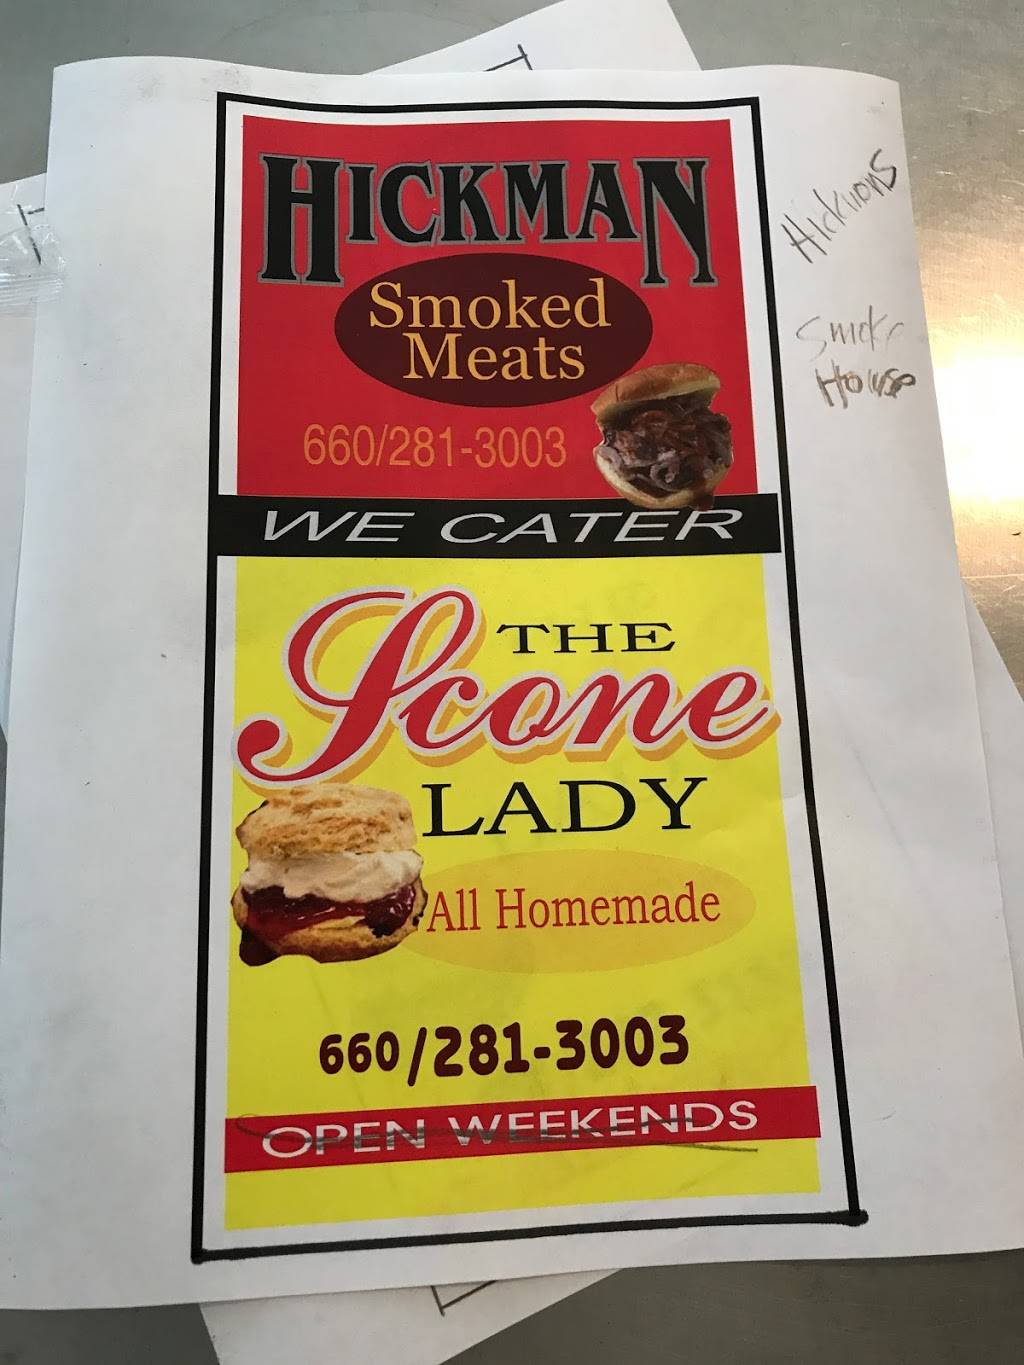 HICKMAN
Smoked
Meats
660/281-3003
WE CATER
THE
Scone
LADY
All Homemade
660/281-3003
OPEN WEEKENDS
Smoke
House